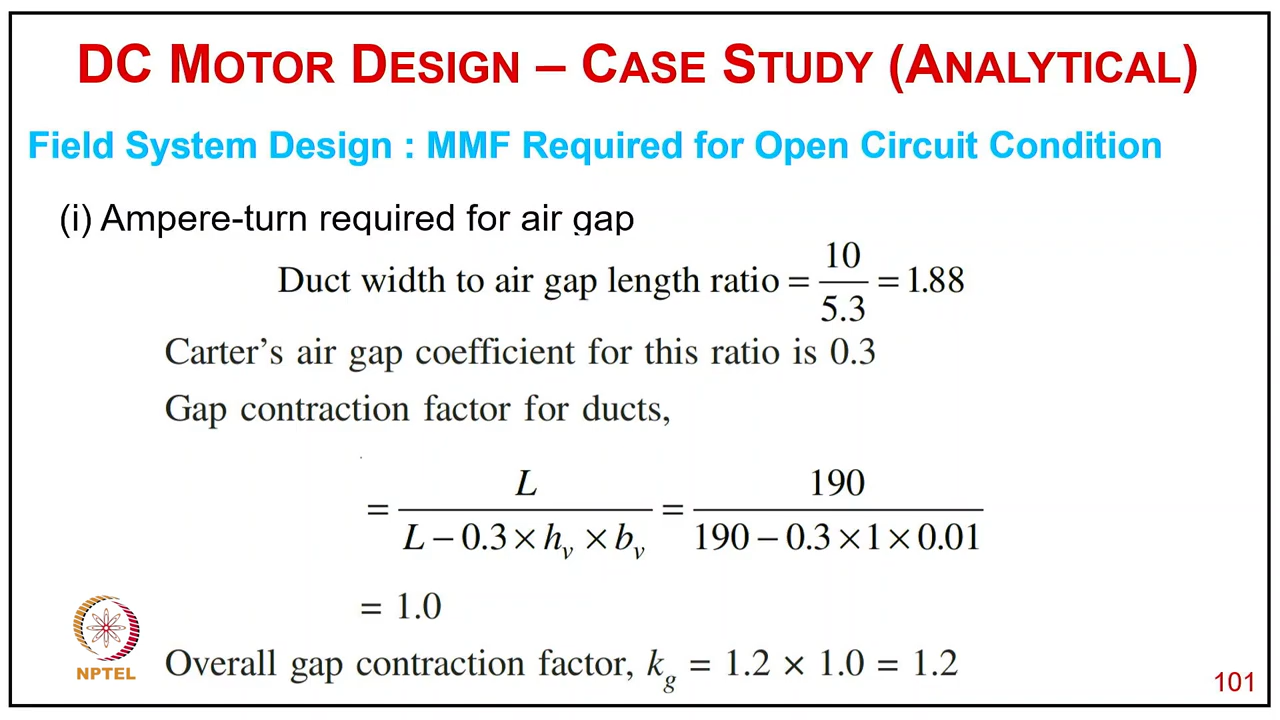 DC MOTOR DESIGN – CASE STUDY (ANALYTICAL)
Field System Design : MMF Required for Open Circuit Condition
(i) Ampere-turn required for air gap
Duct width to air gap length ratio = 10/5.3 = 1.88
Carter's air gap coefficient for this ratio is 0.3
Gap contraction factor for ducts,
= L/(L – 0.3 × h_v × b_v) = 190/(190 – 0.3 × 1 × 0.01)
= 1.0
Overall gap contraction factor, k_g = 1.2 × 1.0 = 1.2
NPTEL
101